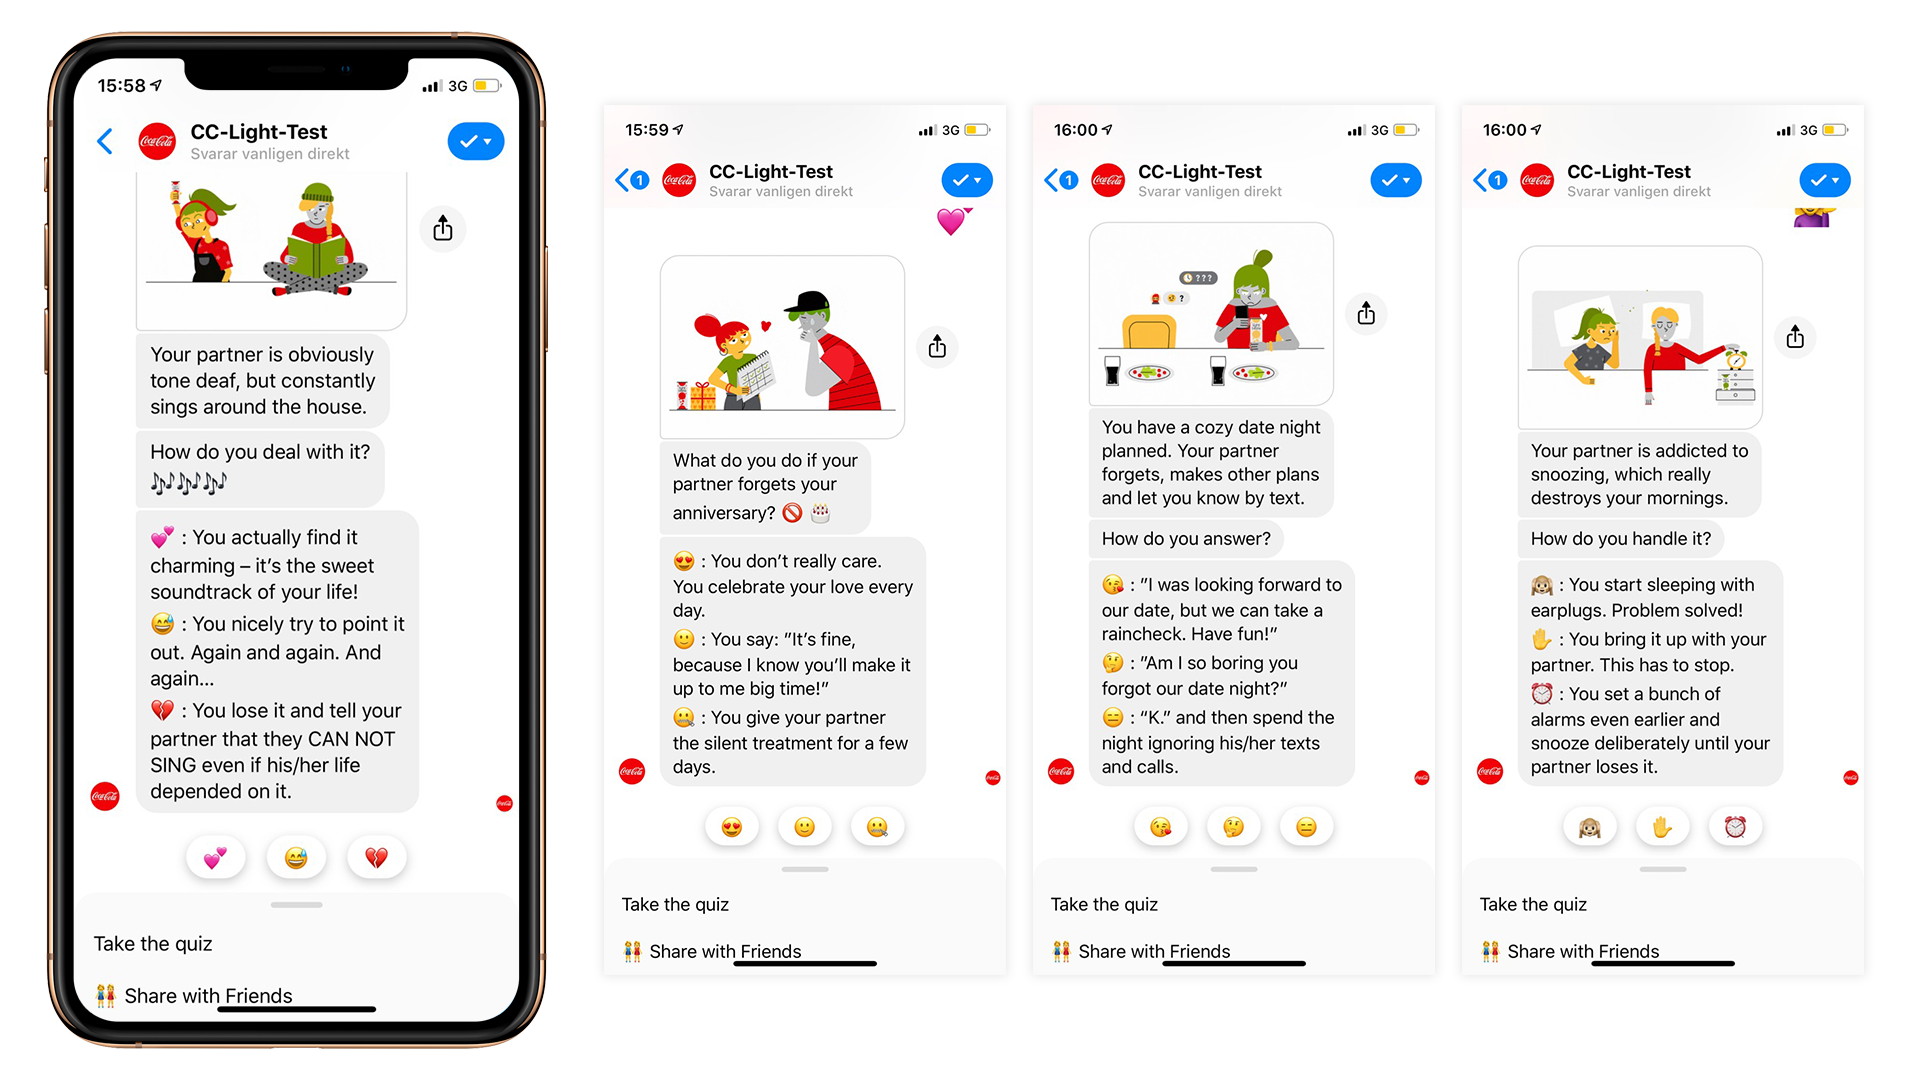 15:58
3G
CC-Light-Test
Svarar vanligen direkt
Your partner is obviously
tone deaf, but constantly
sings around the house.
How do you deal with it?
🎶🎶🎶
💕 : You actually find it
charming – it’s the sweet
soundtrack of your life!
😅 : You nicely try to point it
out. Again and again. And
again...
💔 : You lose it and tell your
partner that they CAN NOT
SING even if his/her life
depended on it.
Coca-Cola
Take the quiz
👭 Share with Friends
15:59
3G
1
Coca-Cola
CC-Light-Test
Svarar vanligen direkt
What do you do if your
partner forgets your
anniversary? 🚫 🎂
😍 : You don’t really care.
You celebrate your love every
day.
🙂 : You say: ”It’s fine,
because I know you’ll make it
up to me big time!”
🤐 : You give your partner
the silent treatment for a few
days.
Coca-Cola
Take the quiz
👭 Share with Friends
16:00
3G
1
Coca-Cola
CC-Light-Test
Svarar vanligen direkt
???
?
You have a cozy date night
planned. Your partner
forgets, makes other plans
and let you know by text.
How do you answer?
😘 : ”I was looking forward to
our date, but we can take a
raincheck. Have fun!”
🤔 : ”Am I so boring you
forgot our date night?”
😑 : “K.” and then spend the
night ignoring his/her texts
and calls.
Coca-Cola
Take the quiz
👭 Share with Friends
16:00
3G
1
Coca-Cola
CC-Light-Test
Svarar vanligen direkt
Your partner is addicted to
snoozing, which really
destroys your mornings.
How do you handle it?
🙉 : You start sleeping with
earplugs. Problem solved!
✋ : You bring it up with your
partner. This has to stop.
⏰ : You set a bunch of
alarms even earlier and
snooze deliberately until your
partner loses it.
Coca-Cola
Take the quiz
👭 Share with Friends